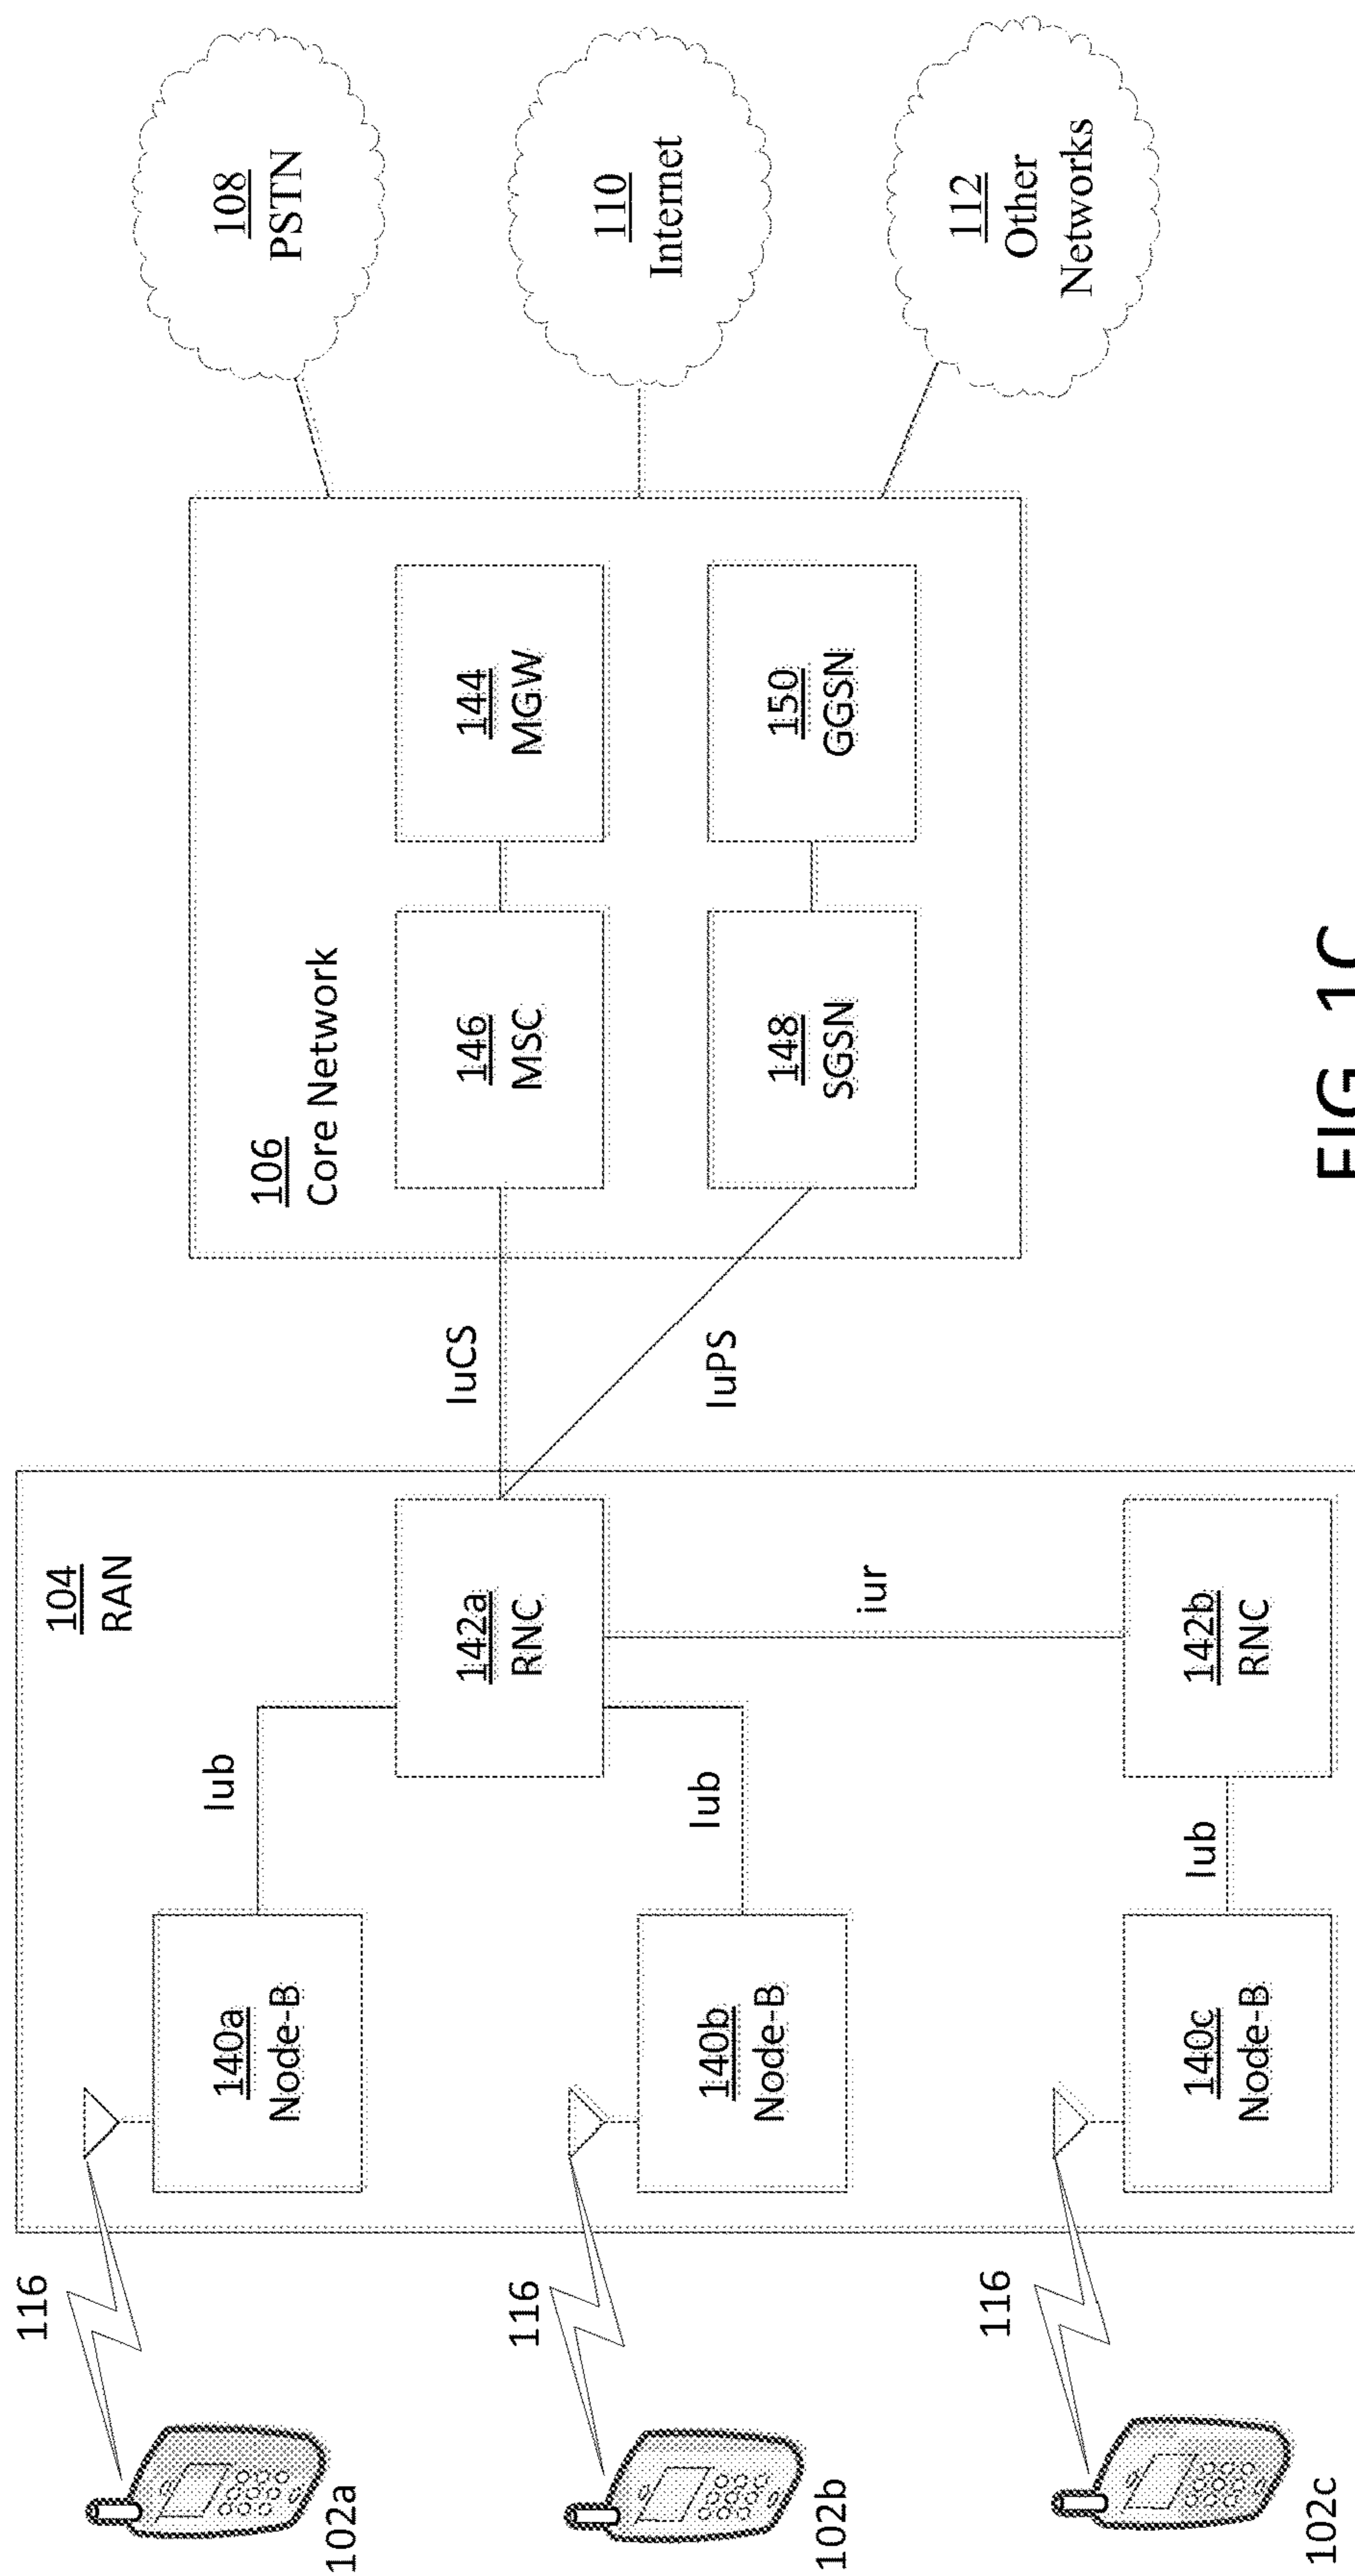 116
102a
116
102b
116
102c
104
RAN
140a
Node-B
Iub
140b
Node-B
Iub
142a
RNC
iur
140c
Node-B
Iub
142b
RNC
IuCS
IuPS
106
Core Network
146
MSC
144
MGW
148
SGSN
150
GGSN
108
PSTN
110
Internet
112
Other
Networks
FIG. 1C